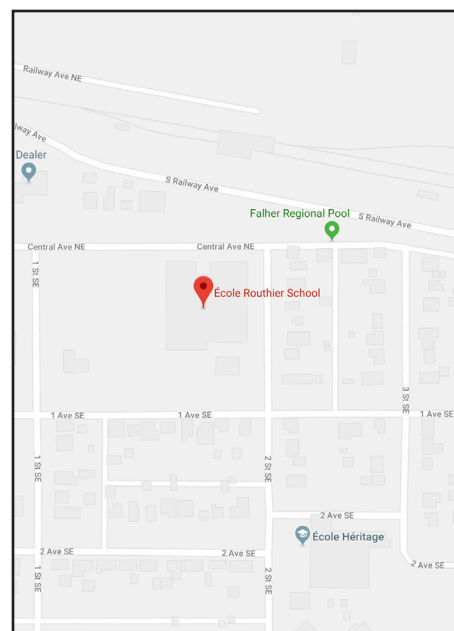 Railway Ave NE
lway Ave
Dealer
S Railway Ave
Falher Regional Pool
S Railway Ave
Central Ave NE
Central Ave NE
1 St SE
École Routhier School
3 St SE
1 Ave SE
1 Ave SE
1 Ave SE
1 St SE
2 St SE
2 Ave SE
École Héritage
2 Ave SE
2 Ave SE
2 Ave SE
1 St SE
2 St SE